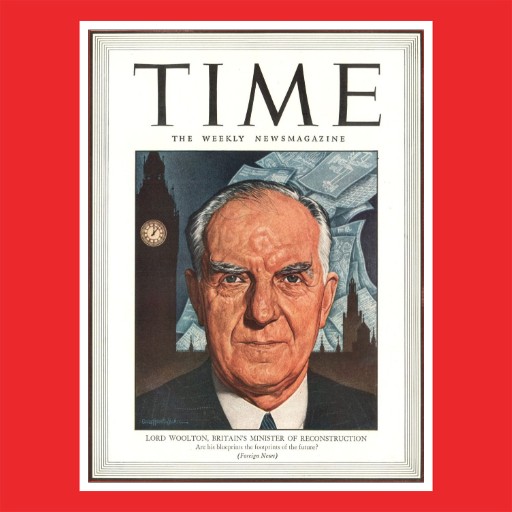 TIME
THE WEEKLY NEWSMAGAZINE
LORD WOOLTON, BRITAIN'S MINISTER OF RECONSTRUCTION
Are his blueprints the footprints of the future?
(Foreign News)